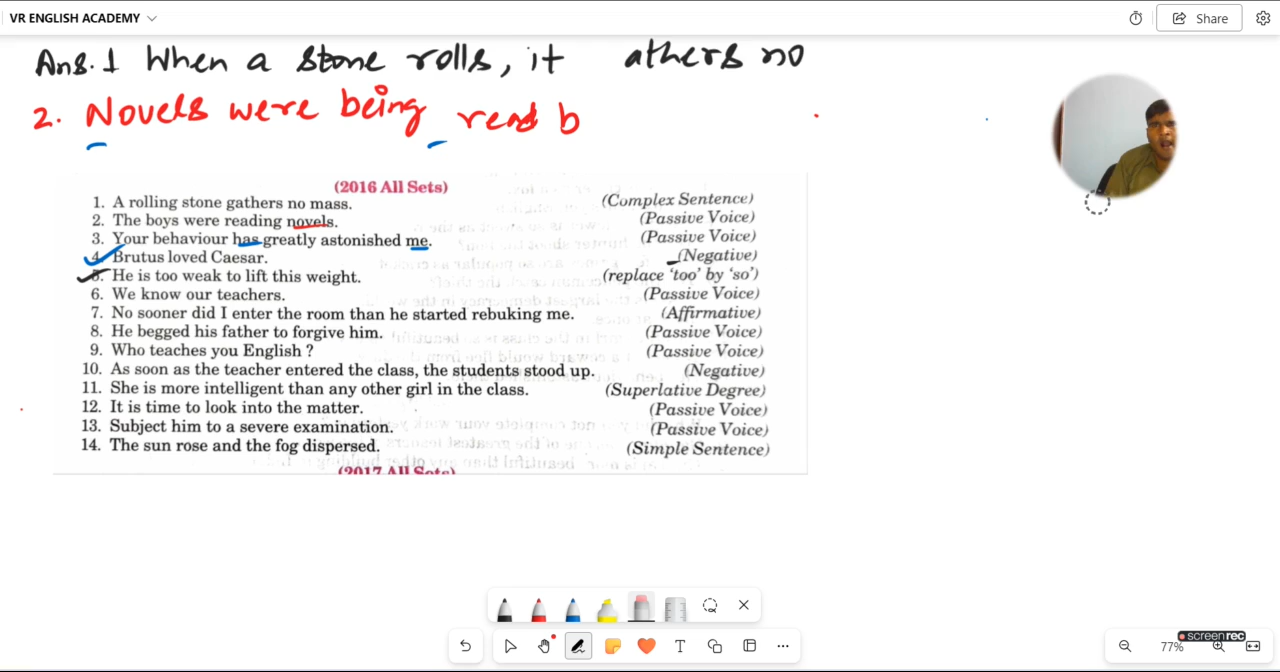 VR ENGLISH ACADEMY
Share
Ans. 1 When a stone rolls, it athers no
2. Novels were being read b
(2016 All Sets)
1. A rolling stone gathers no mass. (Complex Sentence)
2. The boys were reading novels. (Passive Voice)
3. Your behaviour has greatly astonished me. (Passive Voice)
4. Brutus loved Caesar. (Negative)
5. He is too weak to lift this weight. (replace 'too' by 'so')
6. We know our teachers. (Passive Voice)
7. No sooner did I enter the room than he started rebuking me. (Affirmative)
8. He begged his father to forgive him. (Passive Voice)
9. Who teaches you English ? (Passive Voice)
10. As soon as the teacher entered the class, the students stood up. (Negative)
11. She is more intelligent than any other girl in the class. (Superlative Degree)
12. It is time to look into the matter. (Passive Voice)
13. Subject him to a severe examination. (Passive Voice)
14. The sun rose and the fog dispersed. (Simple Sentence)
(2017 All Sets)
77%
screenrec